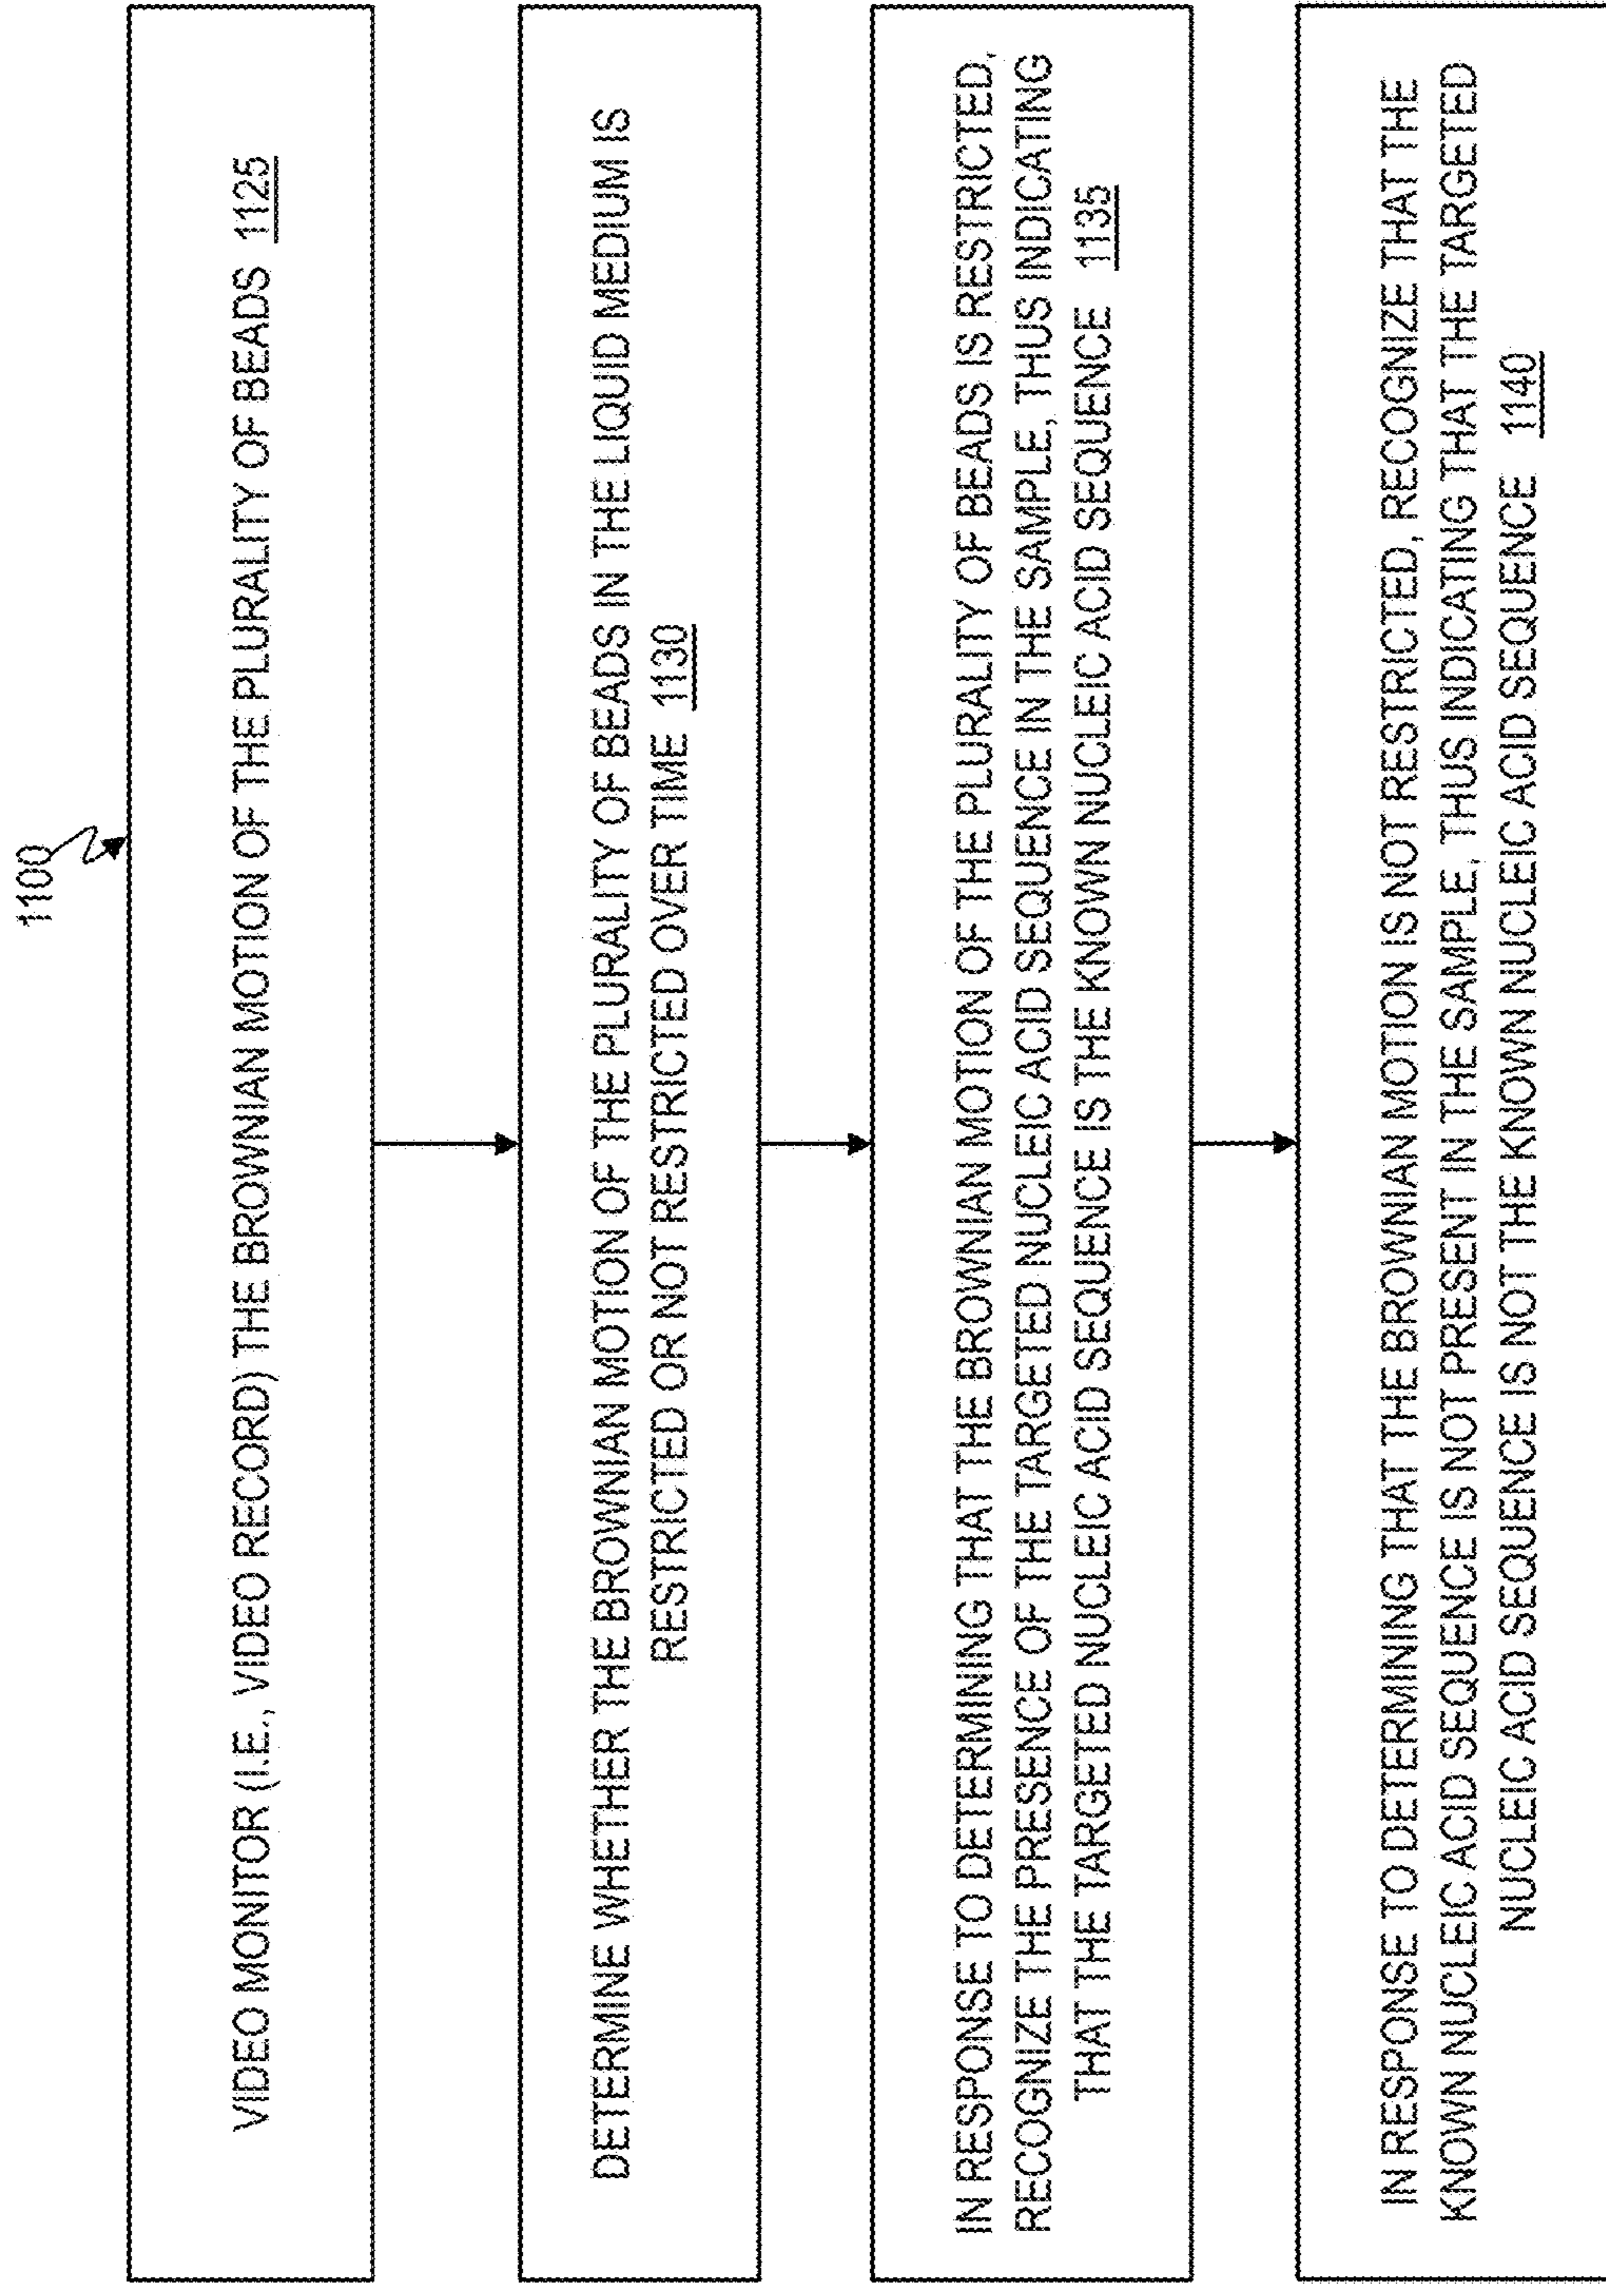 1100
VIDEO MONITOR (I.E., VIDEO RECORD) THE BROWNIAN MOTION OF THE PLURALITY OF BEADS 1125
DETERMINE WHETHER THE BROWNIAN MOTION OF THE PLURALITY OF BEADS IN THE LIQUID MEDIUM IS
RESTRICTED OR NOT RESTRICTED OVER TIME 1130
IN RESPONSE TO DETERMINING THAT THE BROWNIAN MOTION OF THE PLURALITY OF BEADS IS RESTRICTED,
RECOGNIZE THE PRESENCE OF THE TARGETED NUCLEIC ACID SEQUENCE IN THE SAMPLE, THUS INDICATING
THAT THE TARGETED NUCLEIC ACID SEQUENCE IS THE KNOWN NUCLEIC ACID SEQUENCE 1135
IN RESPONSE TO DETERMINING THAT THE BROWNIAN MOTION IS NOT RESTRICTED, RECOGNIZE THAT THE
KNOWN NUCLEIC ACID SEQUENCE IS NOT PRESENT IN THE SAMPLE, THUS INDICATING THAT THE TARGETED
NUCLEIC ACID SEQUENCE IS NOT THE KNOWN NUCLEIC ACID SEQUENCE 1140